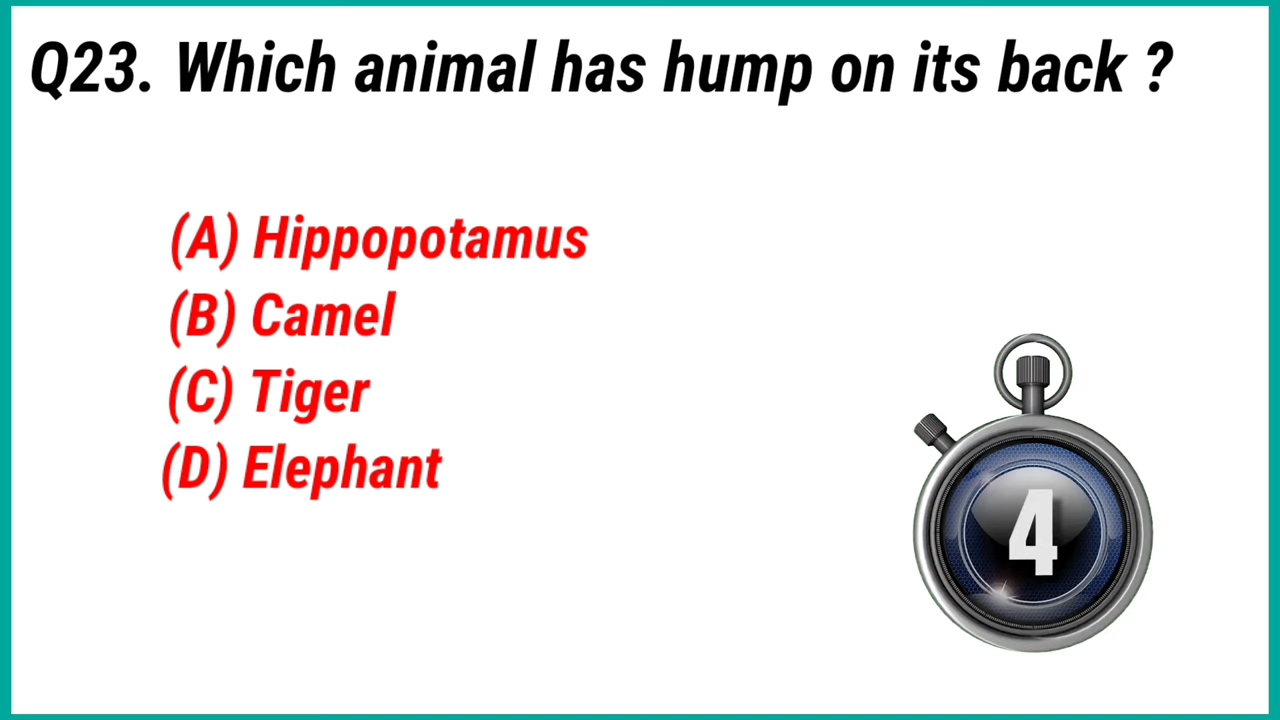 Q23. Which animal has hump on its back ?
(A) Hippopotamus
(B) Camel
(C) Tiger
(D) Elephant
4